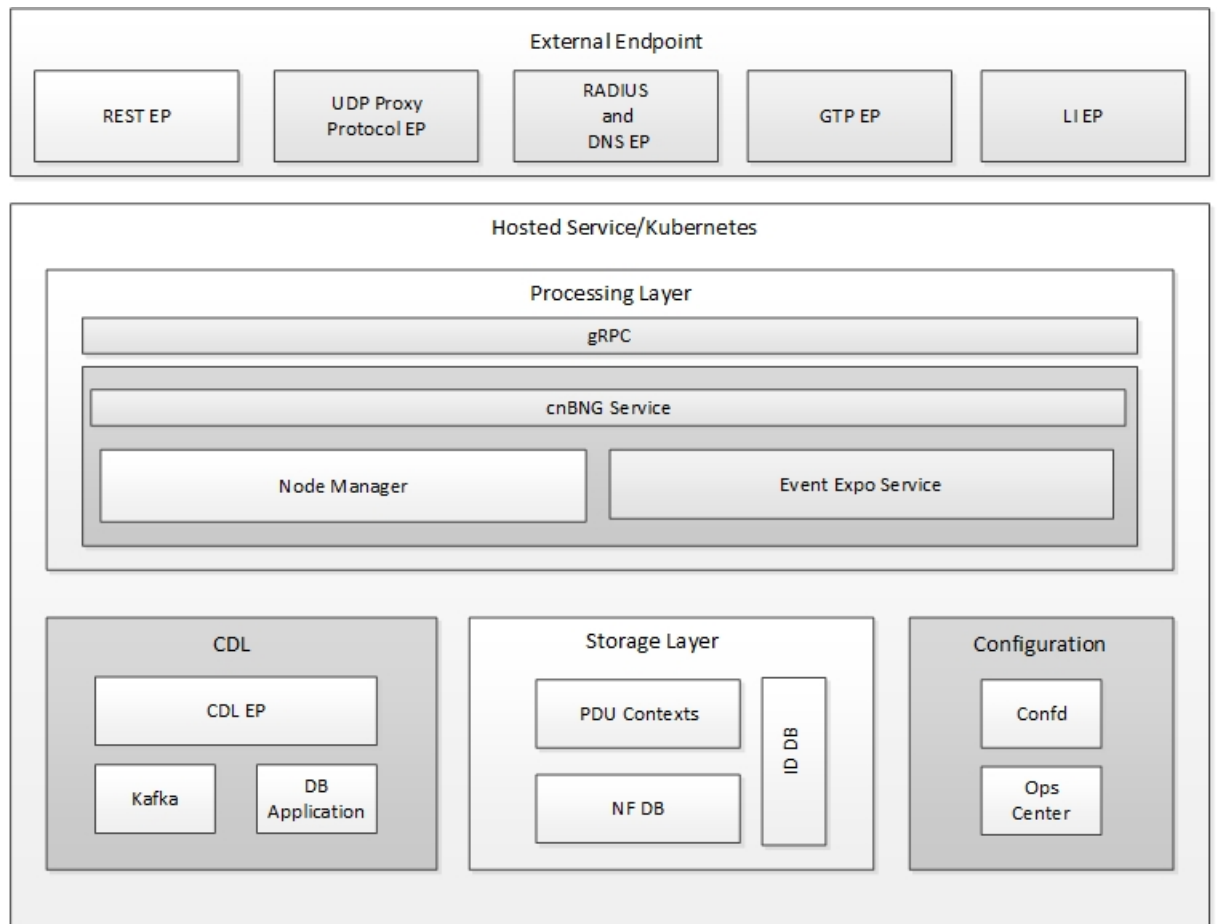 External Endpoint
REST EP
UDP Proxy
Protocol EP
RADIUS
and
DNS EP
GTP EP
LI EP
Hosted Service/Kubernetes
Processing Layer
gRPC
cnBNG Service
Node Manager
Event Expo Service
CDL
CDL EP
Kafka
DB
Application
Storage Layer
PDU Contexts
NF DB
ID DB
Configuration
Confd
Ops
Center